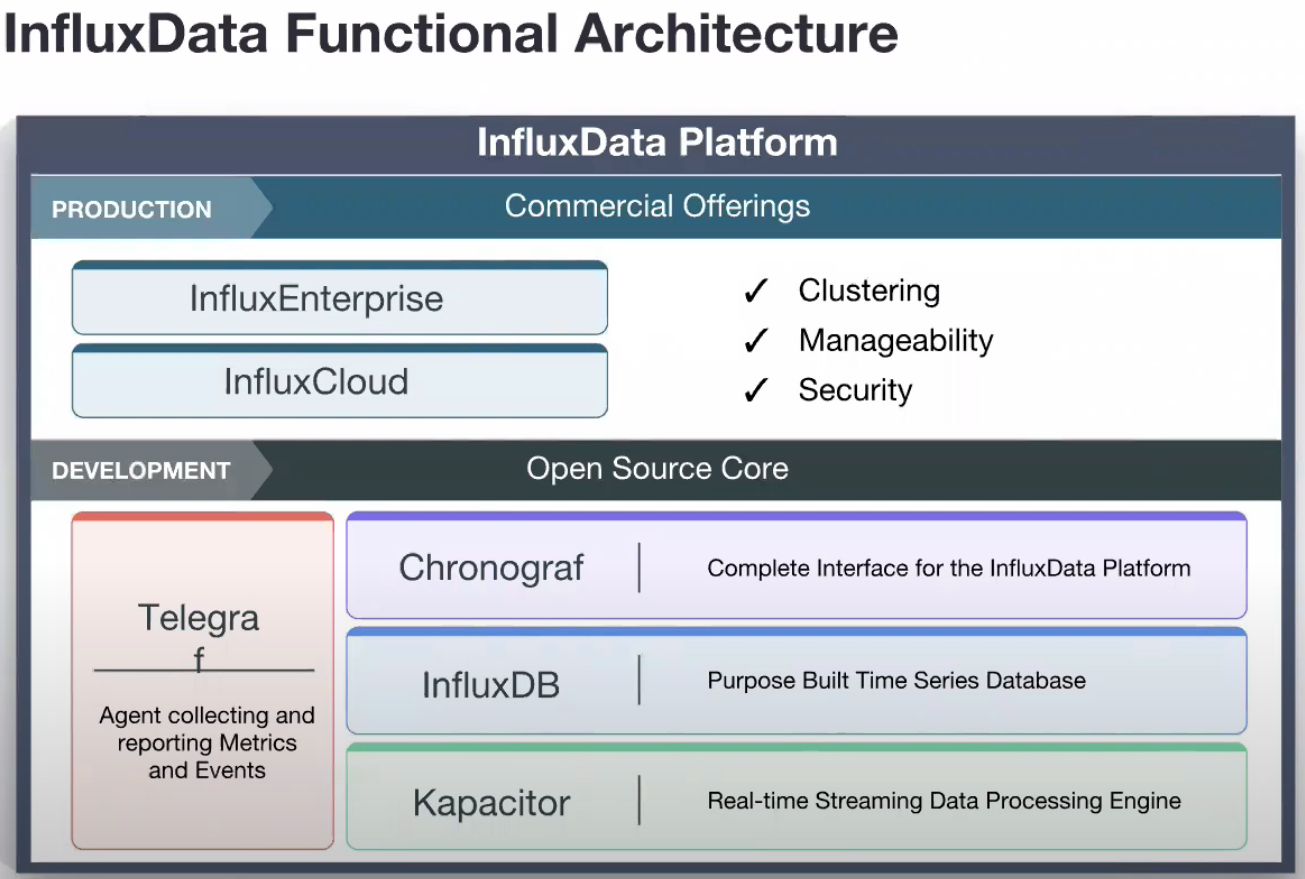 InfluxData Functional Architecture
InfluxData Platform
PRODUCTION
Commercial Offerings
InfluxEnterprise
InfluxCloud
✓ Clustering
✓ Manageability
✓ Security
DEVELOPMENT
Open Source Core
Telegra
f
Agent collecting and
reporting Metrics
and Events
Chronograf
Complete Interface for the InfluxData Platform
InfluxDB
Purpose Built Time Series Database
Kapacitor
Real-time Streaming Data Processing Engine